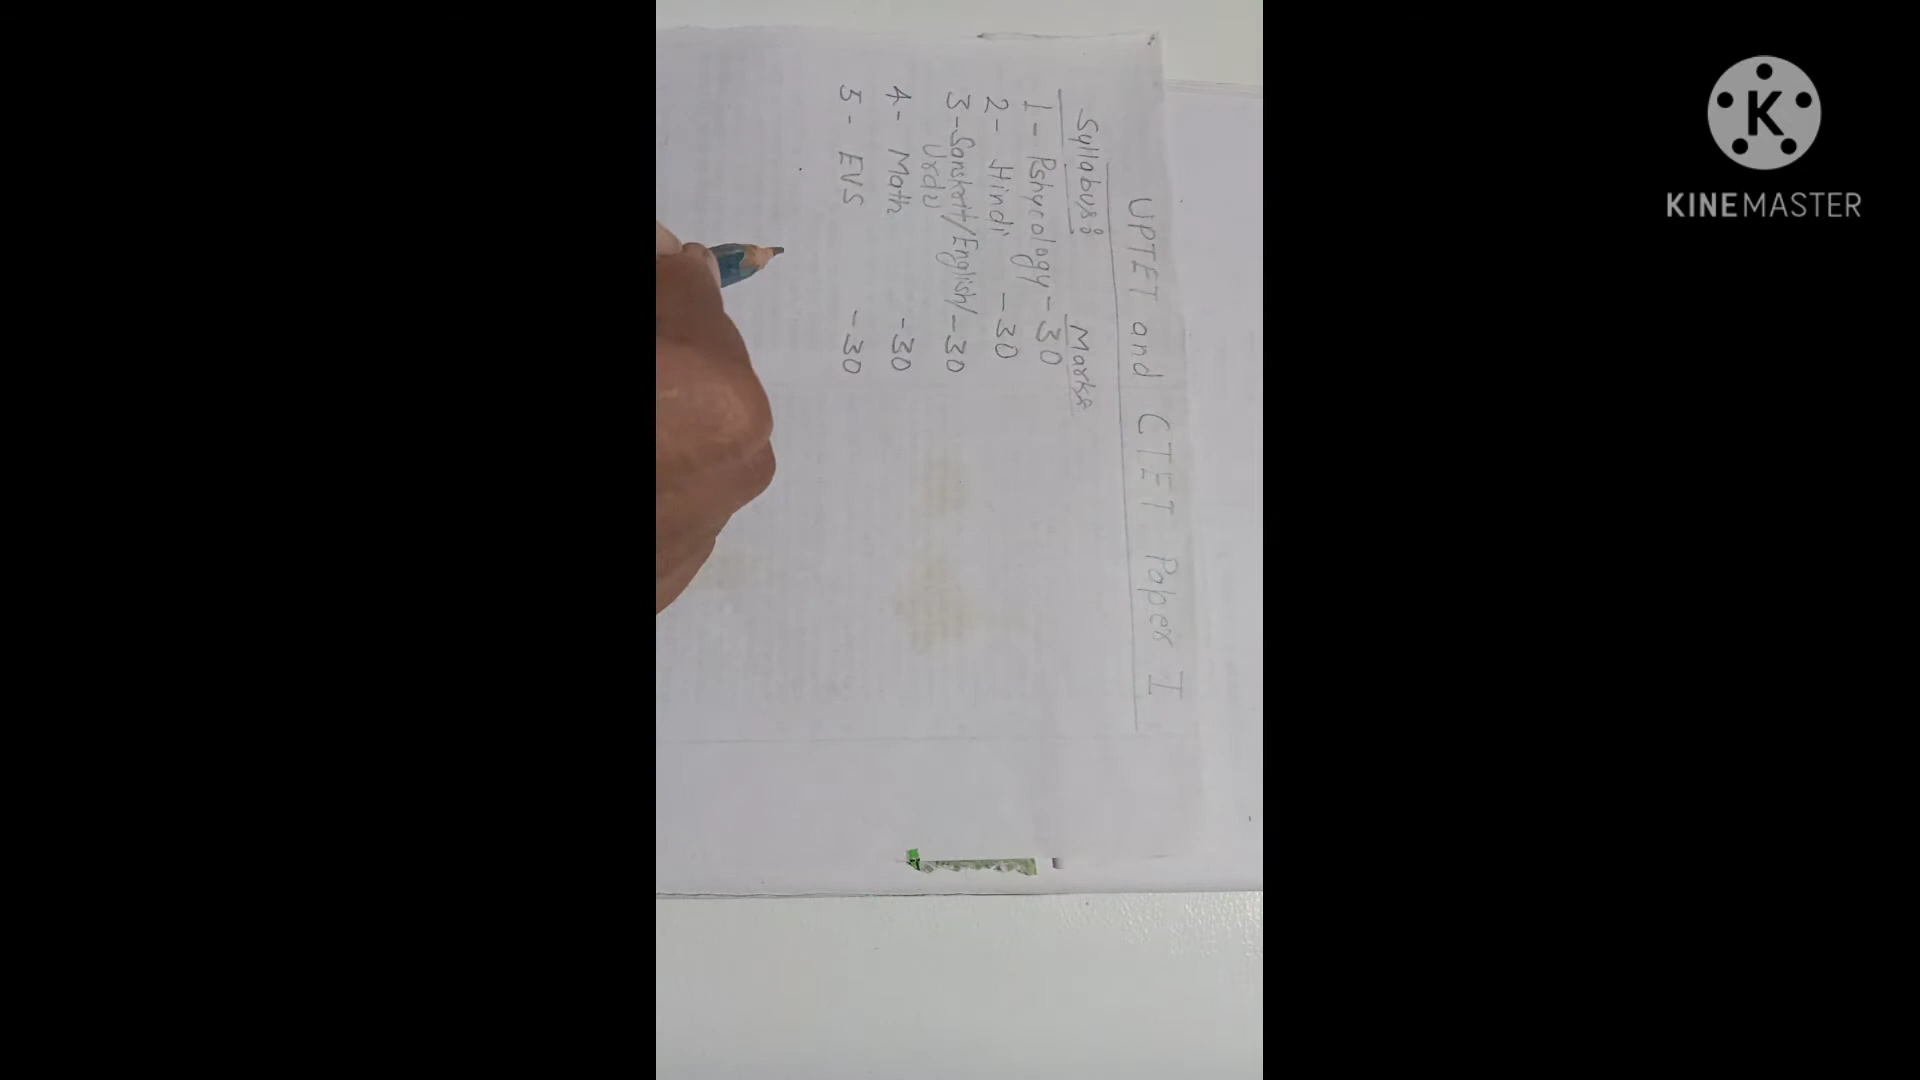 UPTET and CTET Paper I
Syllabus: Marks
1 - Pshycology - 30
2 - Hindi - 30
3 - Sanskrit/English/ - 30
Urdu
4 - Math - 30
5 - EVS - 30
K
KINEMASTER